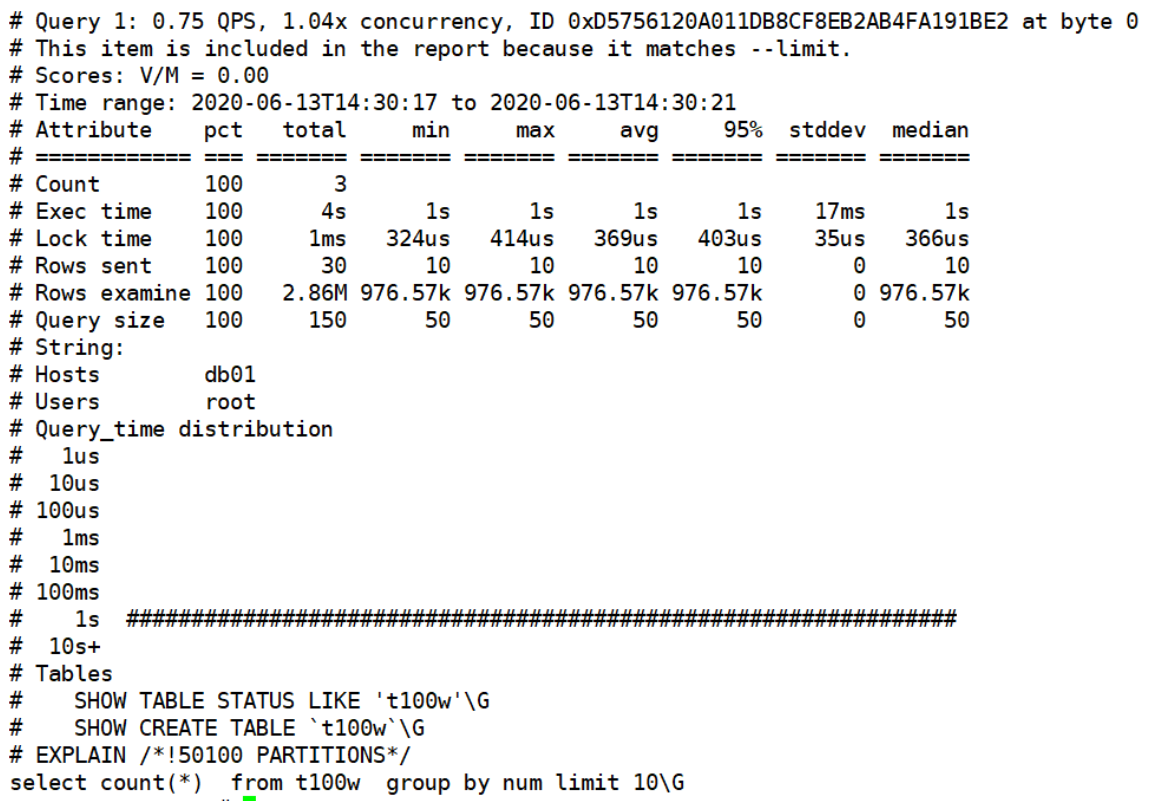 # Query 1: 0.75 QPS, 1.04x concurrency, ID 0xD5756120A011DB8CF8EB2AB4FA191BE2 at byte 0
# This item is included in the report because it matches --limit.
# Scores: V/M = 0.00
# Time range: 2020-06-13T14:30:17 to 2020-06-13T14:30:21
# Attribute    pct   total     min     max     avg     95%  stddev  median
# ============ === ======= ======= ======= ======= ======= ======= =======
# Count        100       3
# Exec time    100      4s      1s      1s      1s      1s    17ms      1s
# Lock time    100     1ms   324us   414us   369us   403us    35us   366us
# Rows sent    100      30      10      10      10      10       0      10
# Rows examine 100   2.86M 976.57k 976.57k 976.57k 976.57k       0 976.57k
# Query size   100     150      50      50      50      50       0      50
# String:
# Hosts        db01
# Users        root
# Query_time distribution
#   1us
#  10us
# 100us
#   1ms
#  10ms
# 100ms
#    1s  ################################################################
#  10s+
# Tables
#    SHOW TABLE STATUS LIKE 't100w'\G
#    SHOW CREATE TABLE `t100w`\G
# EXPLAIN /*!50100 PARTITIONS*/
select count(*)  from t100w  group by num limit 10\G